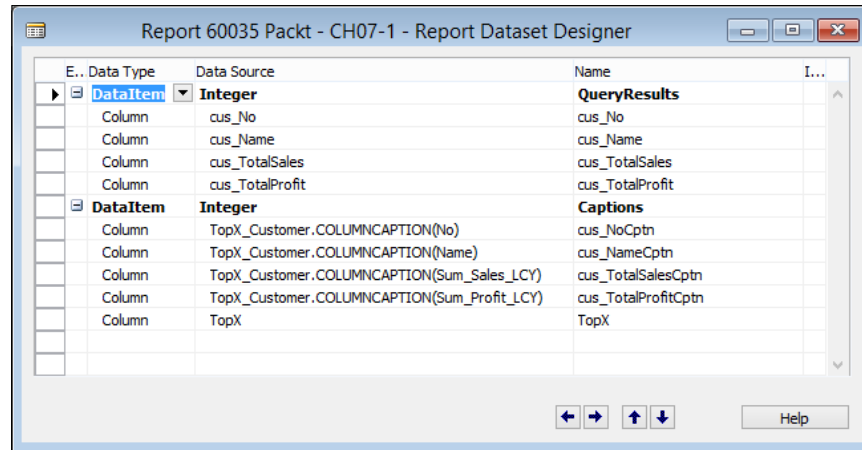 Report 60035 Packt - CH07-1 - Report Dataset Designer
E.. Data Type Data Source Name I...
DataItem Integer QueryResults
Column cus_No cus_No
Column cus_Name cus_Name
Column cus_TotalSales cus_TotalSales
Column cus_TotalProfit cus_TotalProfit
DataItem Integer Captions
Column TopX_Customer.COLUMNCAPTION(No) cus_NoCptn
Column TopX_Customer.COLUMNCAPTION(Name) cus_NameCptn
Column TopX_Customer.COLUMNCAPTION(Sum_Sales_LCY) cus_TotalSalesCptn
Column TopX_Customer.COLUMNCAPTION(Sum_Profit_LCY) cus_TotalProfitCptn
Column TopX TopX
Help